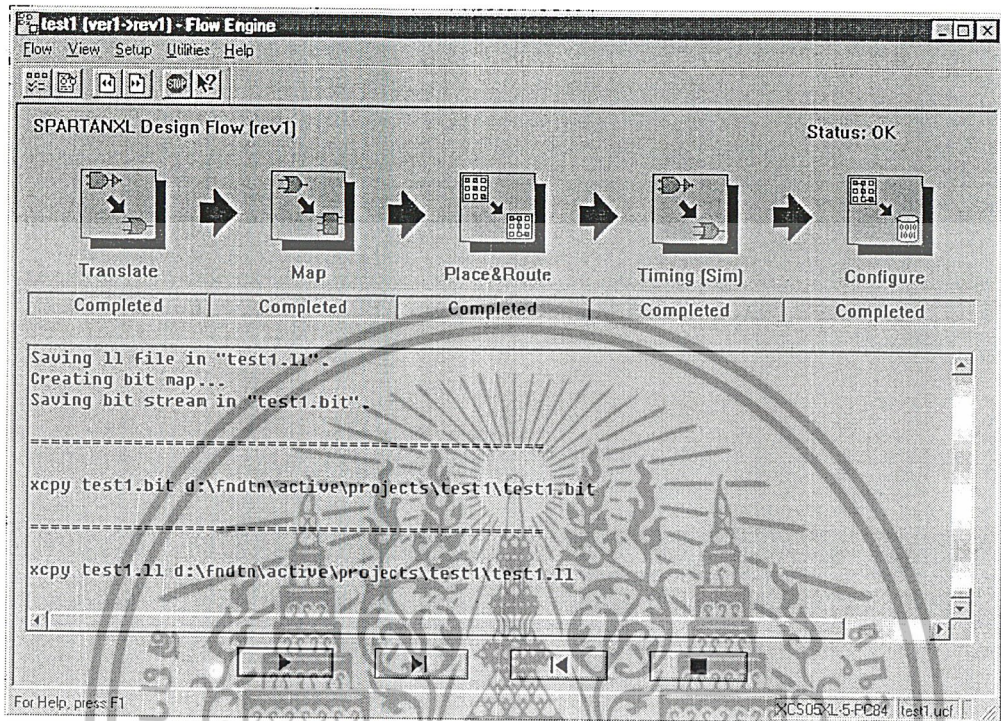 test1 (ver1->rev1) - Flow Engine
Flow View Setup Utilities Help
STOP
SPARTANXL Design Flow (rev1)
Status: OK
Translate Map Place&Route Timing (Sim) Configure
Completed Completed Completed Completed Completed
Saving ll file in "test1.ll".
Creating bit map...
Saving bit stream in "test1.bit".
==================================================
xcpy test1.bit d:\fndtn\active\projects\test1\test1.bit
==================================================
xcpy test1.ll d:\fndtn\active\projects\test1\test1.ll
For Help, press F1
XCS05XL-5-PC84 test1.ucf